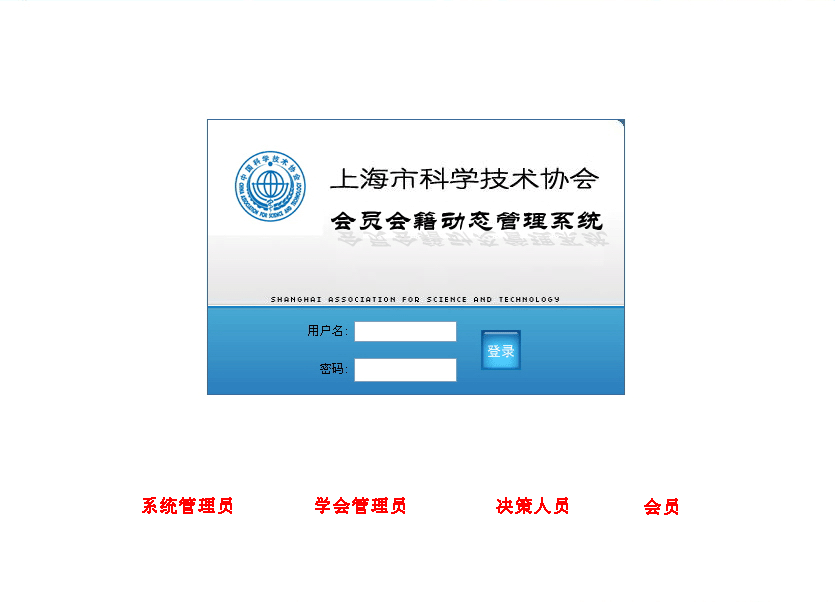 中国科学技术协会
CHINA ASSOCIATION FOR SCIENCE AND TECHNOLOGY
上海市科学技术协会
会员会籍动态管理系统
SHANGHAI ASSOCIATION FOR SCIENCE AND TECHNOLOGY
用户名:
登录
密码:
系统管理员 学会管理员 决策人员 会员